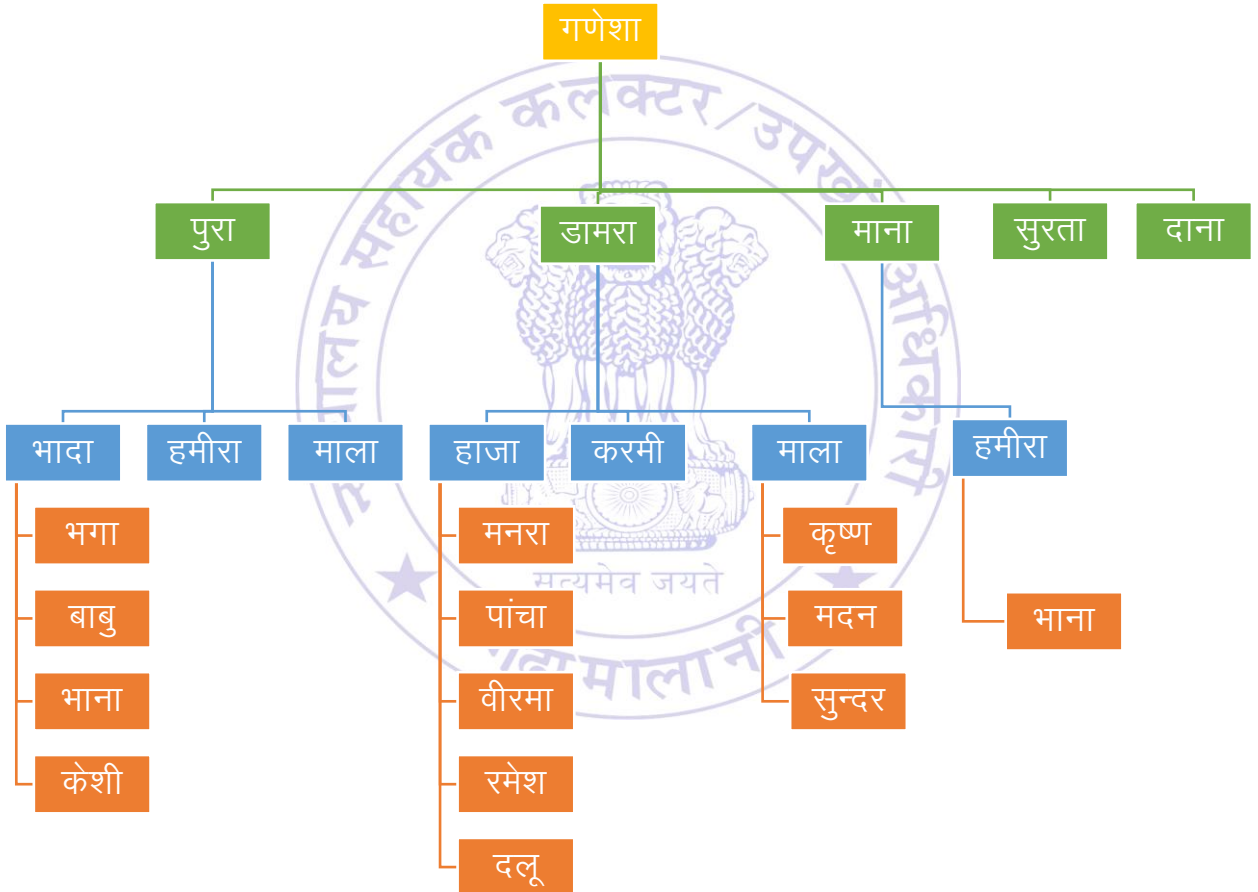 गणेशा
पुरा
डामरा
माना
सुरता
दाना
भादा
हमीरा
माला
हाजा
करमी
माला
हमीरा
भगा
बाबु
भाना
केशी
मनरा
पांचा
वीरमा
रमेश
दलू
कृष्ण
मदन
सुन्दर
भाना
सहायक कलक्टर/उपखं अधिकारी
सत्यमेव जयते